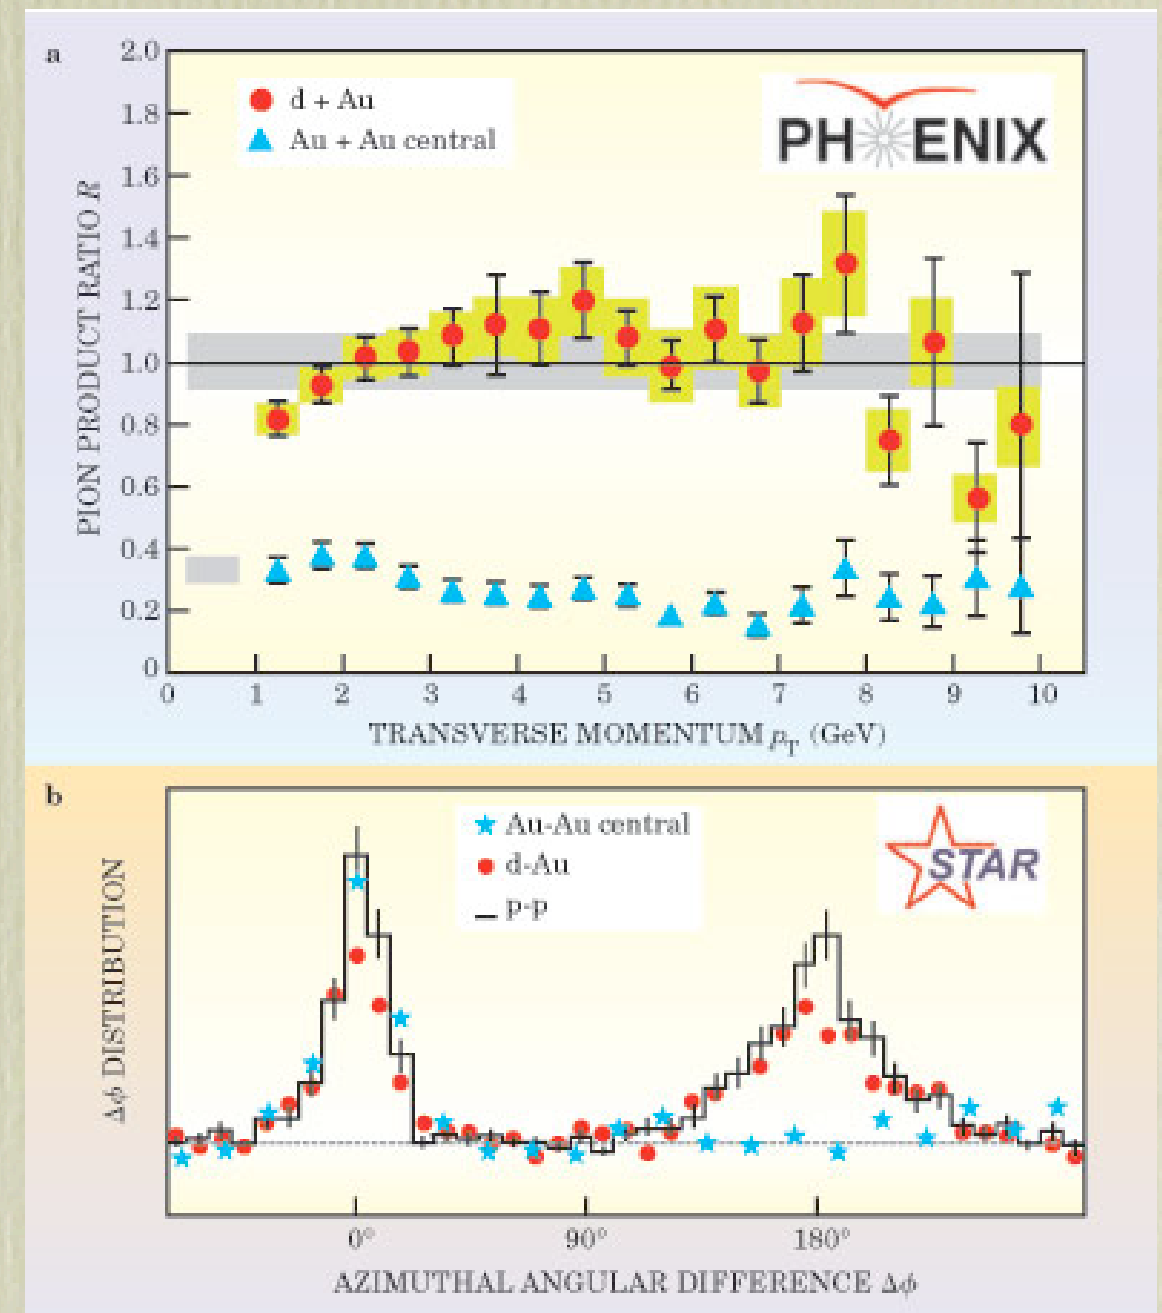 a
2.0
1.8
1.6
1.4
1.2
1.0
0.8
0.6
0.4
0.2
0
PION PRODUCT RATIO R
d + Au
Au + Au central
PHENIX
0 1 2 3 4 5 6 7 8 9 10
TRANSVERSE MOMENTUM pT (GeV)
b
Δϕ DISTRIBUTION
Au-Au central
d-Au
p-p
STAR
0° 90° 180°
AZIMUTHAL ANGULAR DIFFERENCE Δϕ